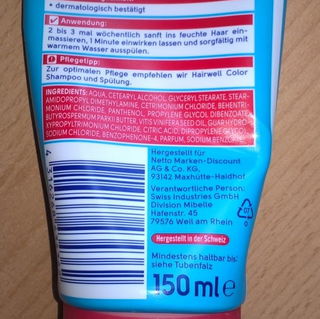 • dermatologisch bestätigt
Anwendung:
2 bis 3 mal wöchentlich sanft ins feuchte Haar ein-
massieren, 1 Minute einwirken lassen und sorgfältig mit
warmem Wasser ausspülen.
Pflegetipp:
Zur optimalen Pflege empfehlen wir Hairwell Color
Shampoo und Spülung.
INGREDIENTS: AQUA, CETEARYL ALCOHOL, GLYCERYL STEARATE, STEAR-
AMIDOPROPYL DIMETHYLAMINE, CETRIMONIUM CHLORIDE, BEHENTRI-
CHLORIDE, PANTHENOL, PROPYLENE GLYCOL DIBENZOATE,
BUTYROSPERMUM PARKII BUTTER, VITIS VINIFERA SEED OIL, GUAR HYDRO-
XYPROPYLTRIMONIUM CHLORIDE, CITRIC ACID, DIPROPYLENE GLYCOL,
SODIUM BENZOATE, BENZOPHENONE-4, PARFUM, SODIUM CHLORIDE.
Hergestellt für
Netto Marken-Discount
AG & Co. KG,
93142 Maxhütte-Haidhof
Verantwortliche Person:
Swiss Industries GmbH
Division Mibelle
Hafenstr. 45
79576 Weil am Rhein
07
Hergestellt in der Schweiz
Mindestens haltbar bis:
siehe Tubenfalz
150 ml e